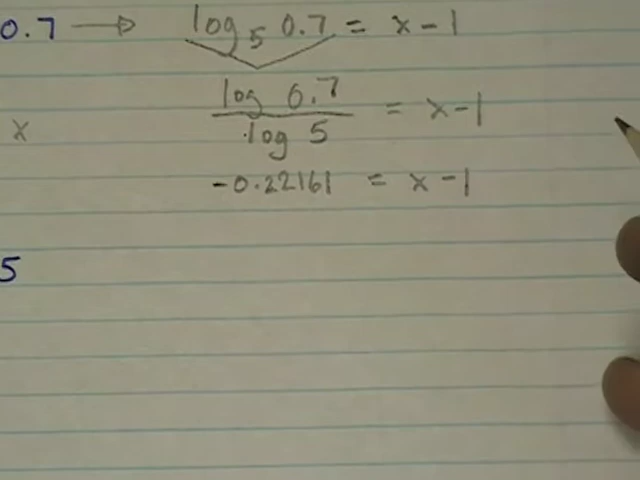 0.7 → log₅ 0.7 = x - 1
log 0.7 / log 5 = x - 1
x
-0.22161 = x - 1
5